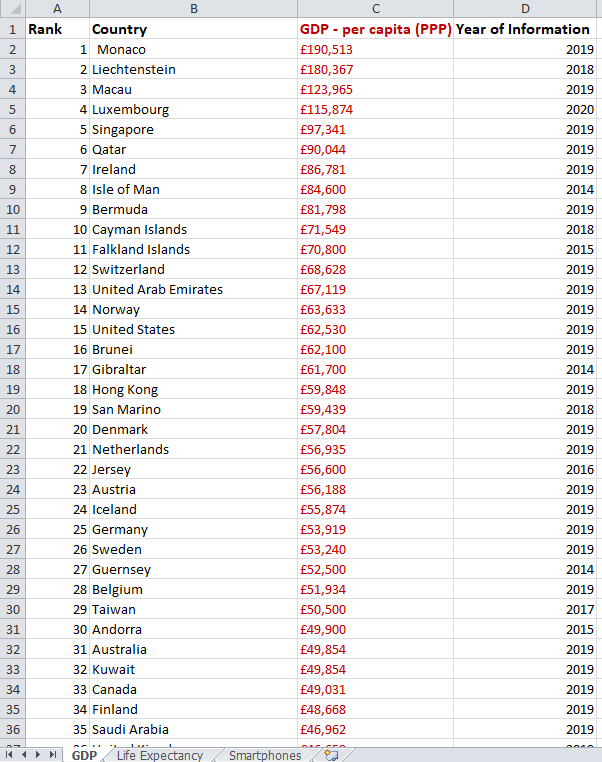 A B C D
1 Rank Country GDP - per capita (PPP) Year of Information
2 1 Monaco £190,513 2019
3 2 Liechtenstein £180,367 2018
4 3 Macau £123,965 2019
5 4 Luxembourg £115,874 2020
6 5 Singapore £97,341 2019
7 6 Qatar £90,044 2019
8 7 Ireland £86,781 2019
9 8 Isle of Man £84,600 2014
10 9 Bermuda £81,798 2019
11 10 Cayman Islands £71,549 2018
12 11 Falkland Islands £70,800 2015
13 12 Switzerland £68,628 2019
14 13 United Arab Emirates £67,119 2019
15 14 Norway £63,633 2019
16 15 United States £62,530 2019
17 16 Brunei £62,100 2019
18 17 Gibraltar £61,700 2014
19 18 Hong Kong £59,848 2019
20 19 San Marino £59,439 2018
21 20 Denmark £57,804 2019
22 21 Netherlands £56,935 2019
23 22 Jersey £56,600 2016
24 23 Austria £56,188 2019
25 24 Iceland £55,874 2019
26 25 Germany £53,919 2019
27 26 Sweden £53,240 2019
28 27 Guernsey £52,500 2014
29 28 Belgium £51,934 2019
30 29 Taiwan £50,500 2017
31 30 Andorra £49,900 2015
32 31 Australia £49,854 2019
33 32 Kuwait £49,854 2019
34 33 Canada £49,031 2019
35 34 Finland £48,668 2019
36 35 Saudi Arabia £46,962 2019
GDP Life Expectancy Smartphones